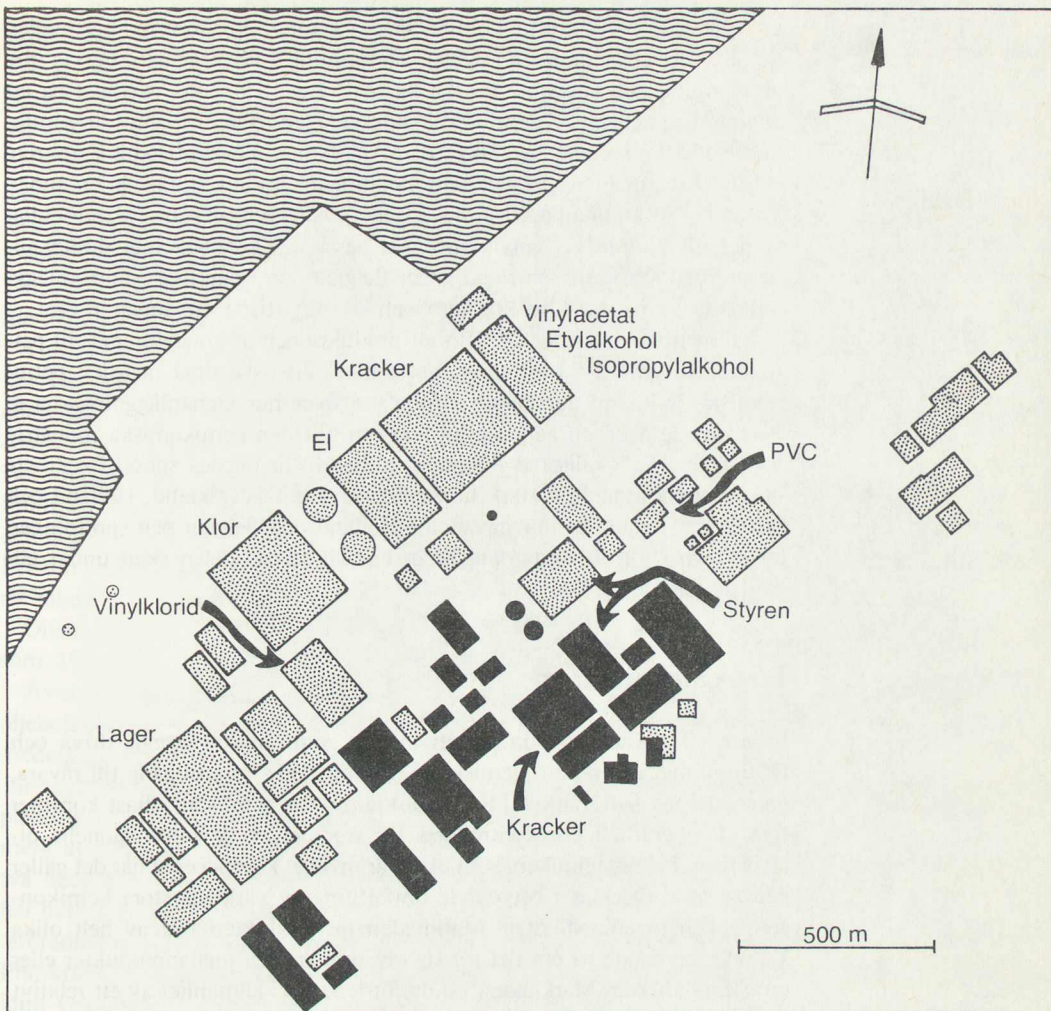 Vinylacetat
Etylalkohol
Isopropylalkohol
Kracker
El
PVC
Klor
Vinylklorid
Styren
Lager
Kracker
500 m